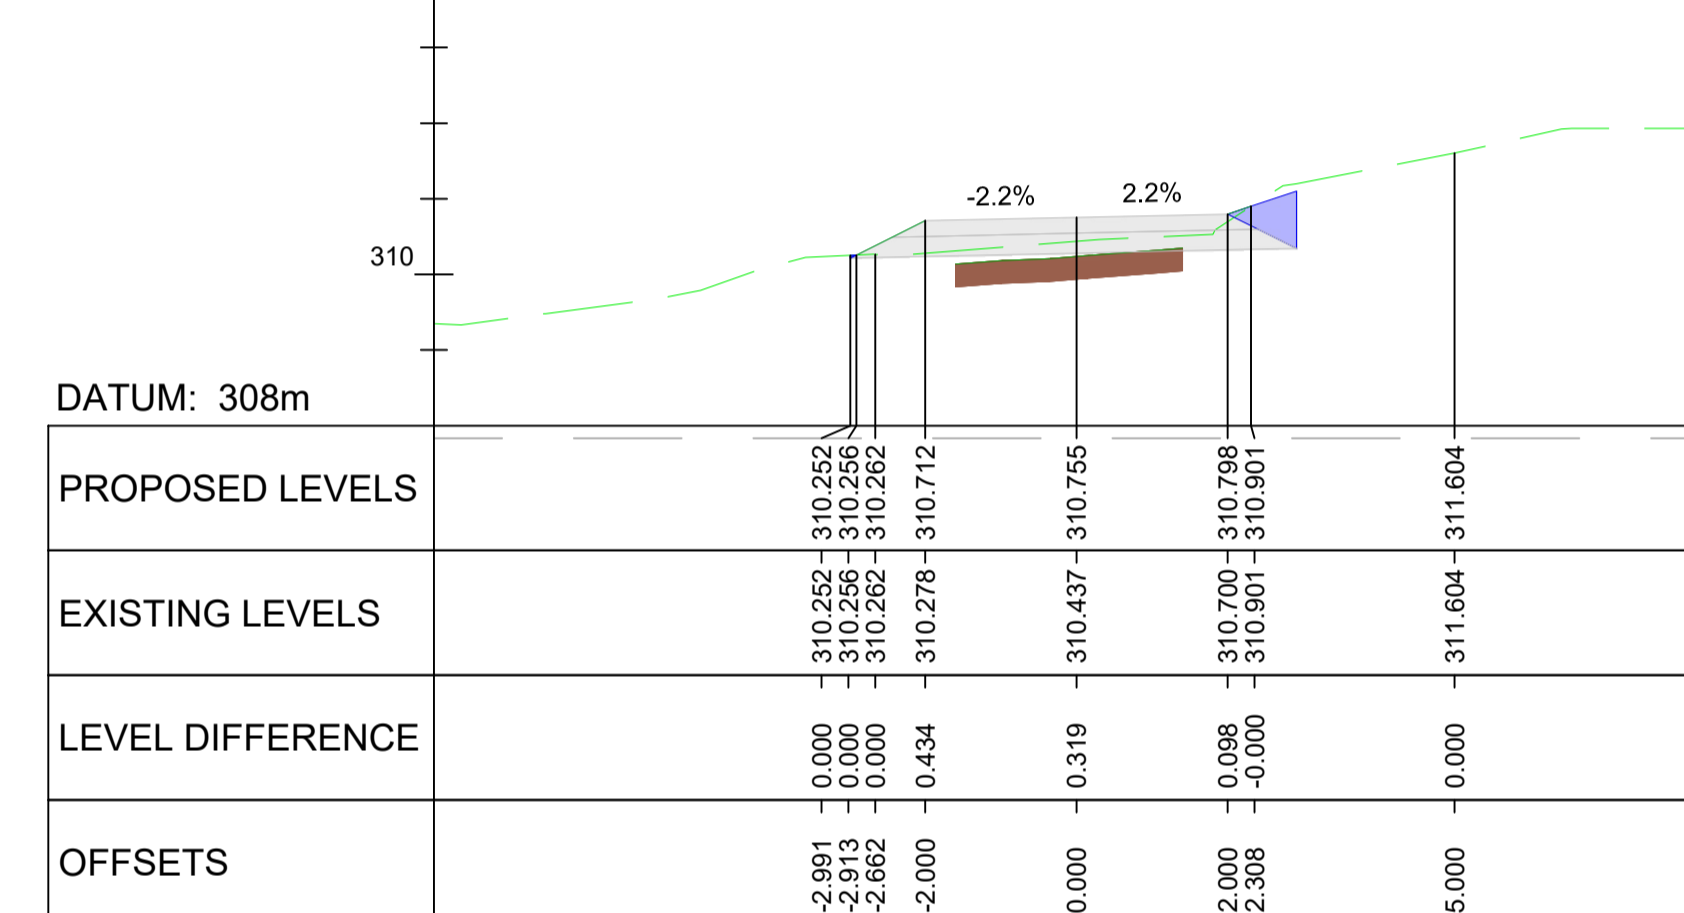 -2.2% 2.2%
310
DATUM: 308m
PROPOSED LEVELS 310.252 310.256 310.262 310.712 310.755 310.798 310.901 311.604
EXISTING LEVELS 310.252 310.256 310.262 310.278 310.437 310.700 310.901 311.604
LEVEL DIFFERENCE 0.000 0.000 0.000 0.434 0.319 0.098 -0.000 0.000
OFFSETS -2.991 -2.913 -2.662 -2.000 0.000 2.000 2.308 5.000